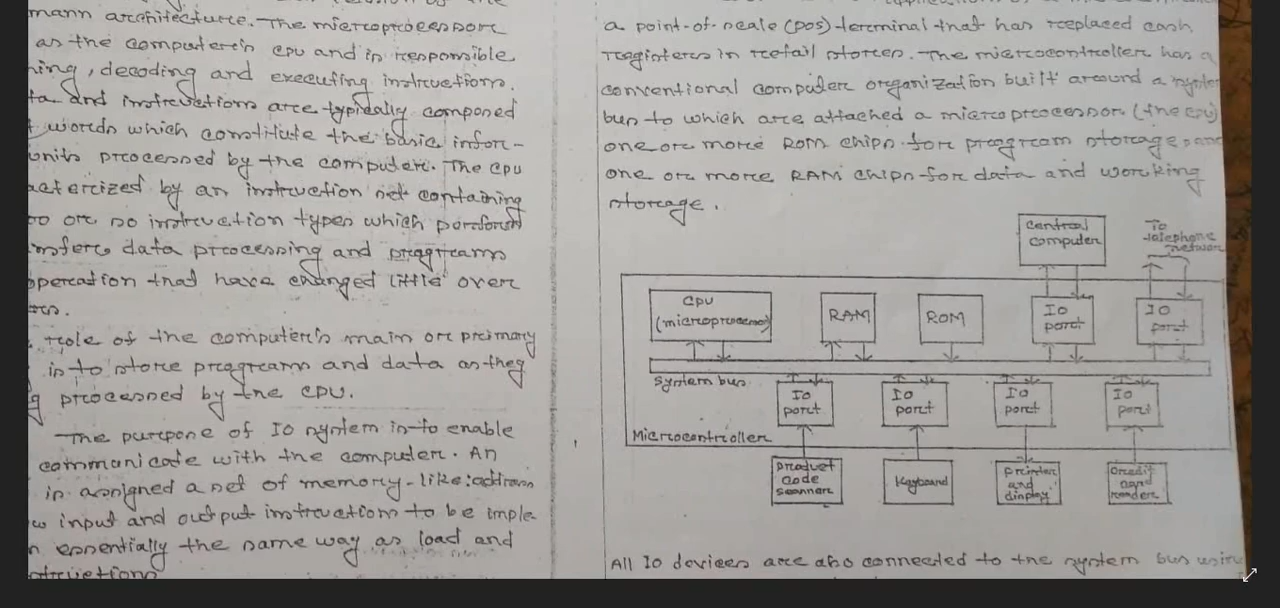 mann architecture. The microprocessor
as the computer's cpu and is responsible
ing, decoding and executing instructions.
ta and instructions are typically composed
t words which constitute the basic infor-
units processed by the computer. The cpu
acterized by an instruction set containing
00 or so instruction types which perform
nsfers data processing and programs
peration that have changed little over
role of the computer's main or primary
is to store programs and data as they
g processed by the CPU.
The purpose of IO system is to enable
communicate with the computer. An
is assigned a set of memory-like address
input and output instructions to be imple
n essentially the same way as load and
structions
a point-of-sale (pos) terminal that has replaced cash
registers in retail stores. The microcontroller has a
conventional computer organization built around a system
bus to which are attached a microprocessor (the cpu)
one or more ROM chips for program storage and
one or more RAM chips for data and working
storage.
central
computer
To
telephone
network
CPU
(microprocessor)
RAM
ROM
IO
port
IO
port
System bus
IO
port
IO
port
IO
port
IO
port
Microcontroller
product
code
scanner
Keyboard
printer
and
display
credit
card
reader
All IO devices are also connected to the system bus using